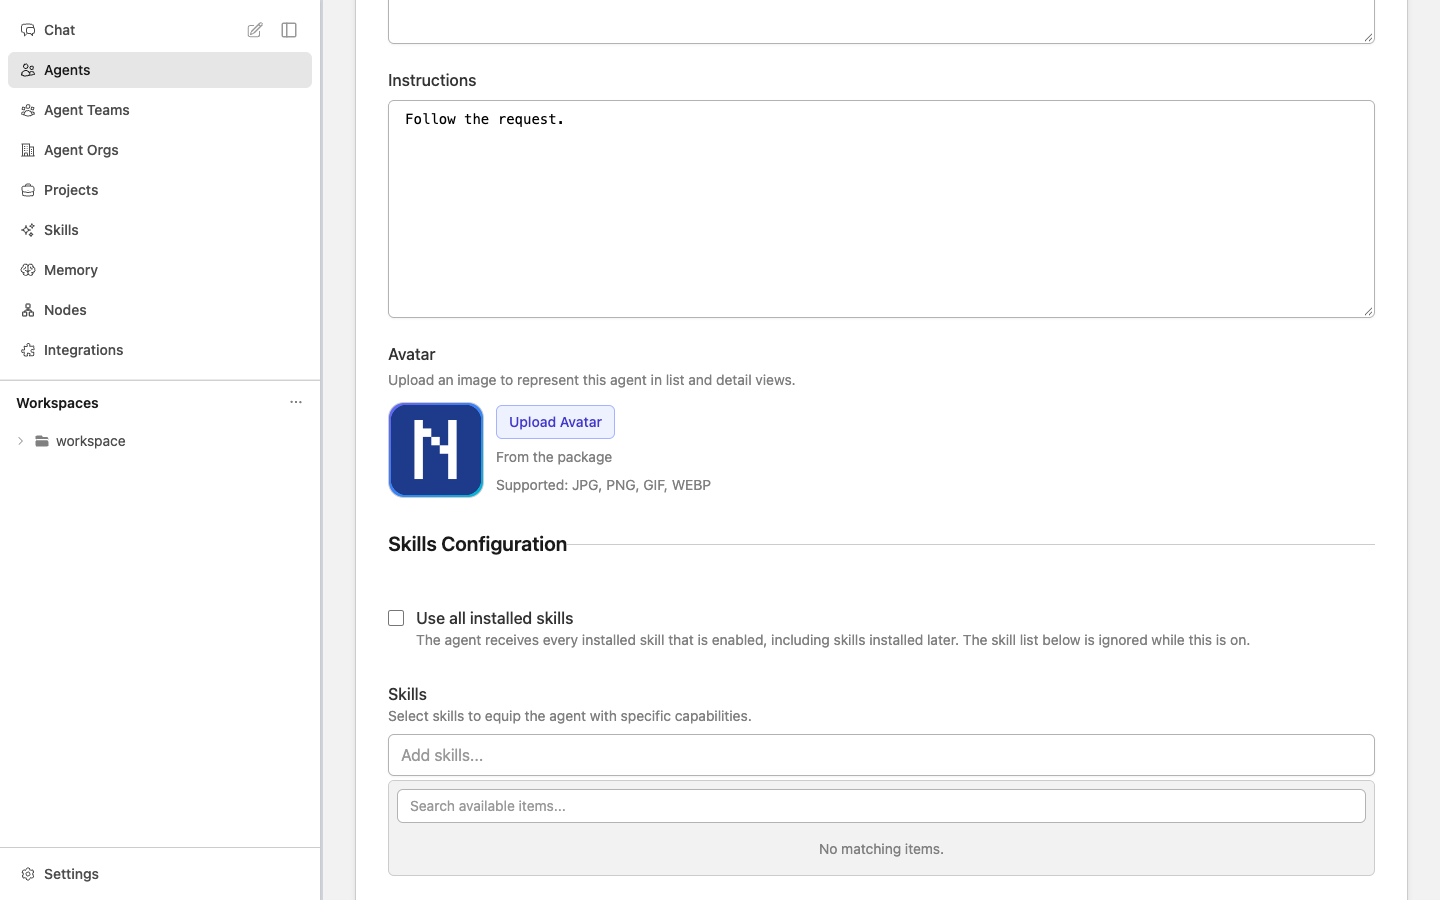 Chat
Agents
Agent Teams
Agent Orgs
Projects
Skills
Memory
Nodes
Integrations
Workspaces
workspace
Settings
Instructions
Follow the request.
Avatar
Upload an image to represent this agent in list and detail views.
N
Upload Avatar
From the package
Supported: JPG, PNG, GIF, WEBP
Skills Configuration
Use all installed skills
The agent receives every installed skill that is enabled, including skills installed later. The skill list below is ignored while this is on.
Skills
Select skills to equip the agent with specific capabilities.
Add skills...
Search available items...
No matching items.